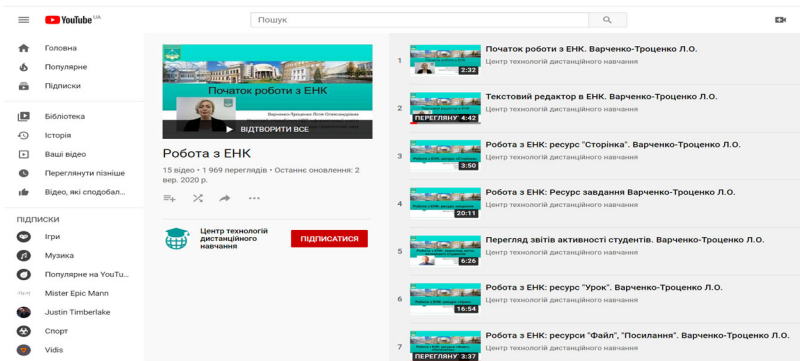 YouTube UA
Пошук
Головна
Популярне
Підписки
Бібліотека
Історія
Ваші відео
Переглянути пізніше
Відео, які сподобал...
ПІДПИСКИ
Ігри
Музика
Популярне на YouTu...
Mister Epic Mann
Justin Timberlake
Спорт
Vidis
Початок роботи з ЕНК
ВІДТВОРИТИ ВСЕ
Робота з ЕНК
15 відео • 1 969 переглядів • Останнє оновлення: 2
вер. 2020 р.
Центр технологій
дистанційного
навчання
ПІДПИСАТИСЯ
1
2:32
Початок роботи з ЕНК. Варченко-Троценко Л.О.
Центр технологій дистанційного навчання
2
ПЕРЕГЛЯНУ 4:42
Текстовий редактор в ЕНК. Варченко-Троценко Л.О.
Центр технологій дистанційного навчання
3
3:50
Робота з ЕНК: ресурс "Сторінка". Варченко-Троценко Л.О.
Центр технологій дистанційного навчання
4
20:11
Робота з ЕНК: Ресурс завдання Варченко-Троценко Л.О.
Центр технологій дистанційного навчання
5
6:26
Перегляд звітів активності студентів. Варченко-Троценко Л.О.
Центр технологій дистанційного навчання
6
16:54
Робота з ЕНК: ресурс "Урок". Варченко-Троценко Л.О.
Центр технологій дистанційного навчання
7
ПЕРЕГЛЯНУ 3:37
Робота з ЕНК: ресурси "Файл", "Посилання". Варченко-Троценко Л.О.
Центр технологій дистанційного навчання